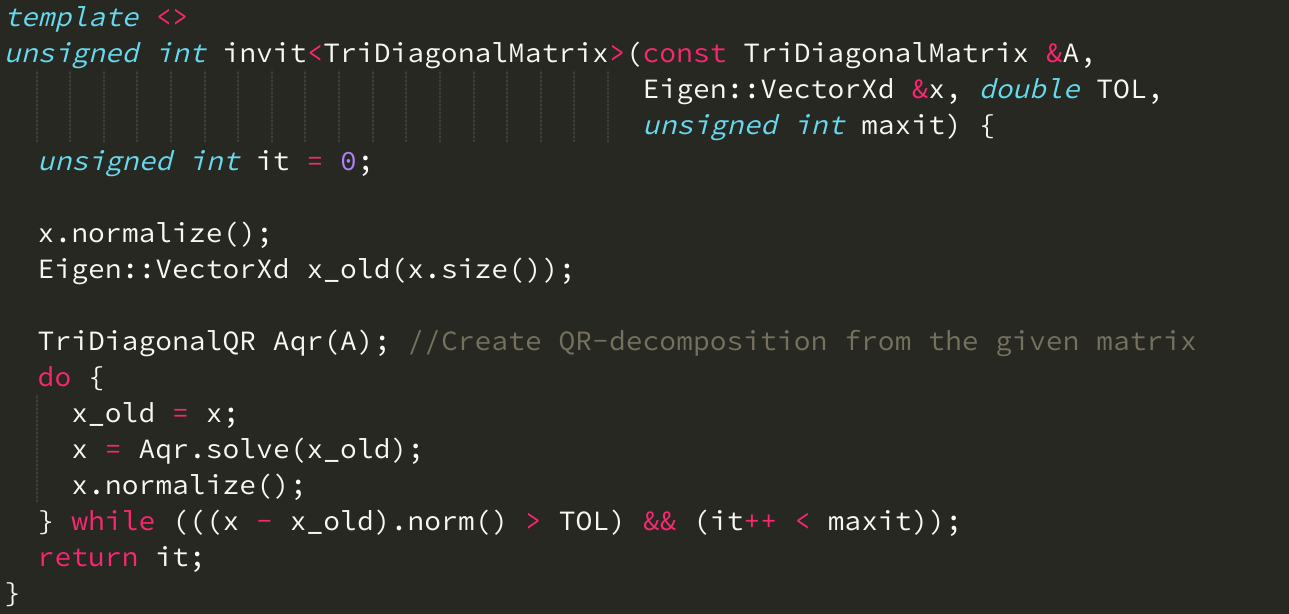 template <>
unsigned int invit<TriDiagonalMatrix>(const TriDiagonalMatrix &A,
                                      Eigen::VectorXd &x, double TOL,
                                      unsigned int maxit) {
  unsigned int it = 0;

  x.normalize();
  Eigen::VectorXd x_old(x.size());

  TriDiagonalQR Aqr(A); //Create QR-decomposition from the given matrix
  do {
    x_old = x;
    x = Aqr.solve(x_old);
    x.normalize();
  } while (((x - x_old).norm() > TOL) && (it++ < maxit));
  return it;
}